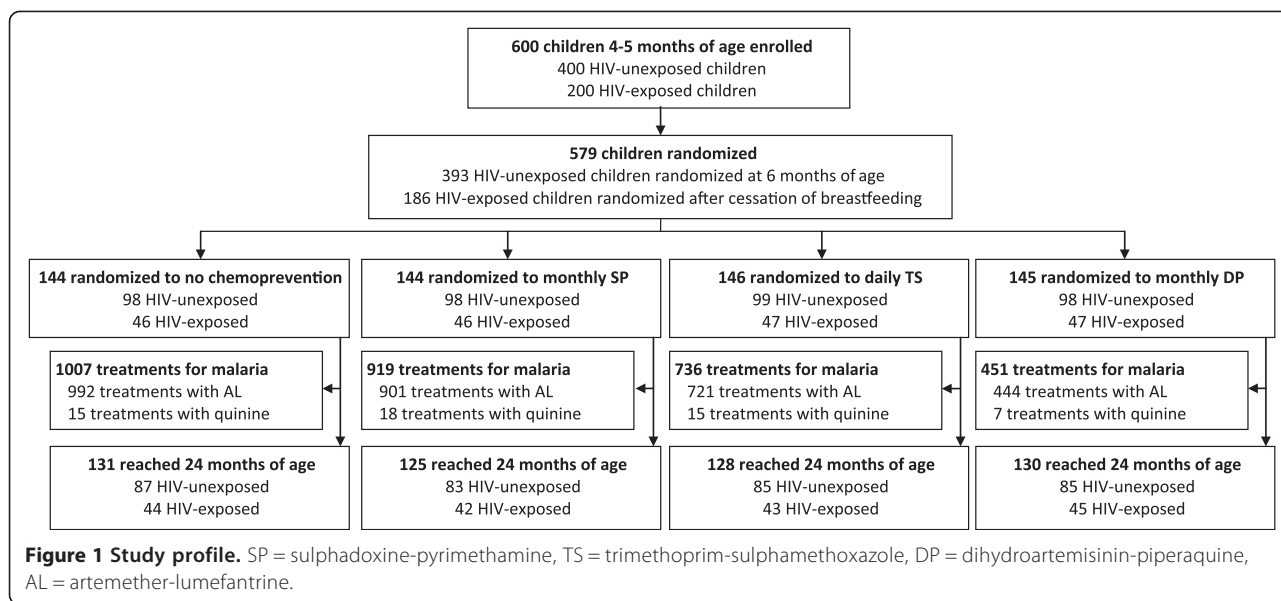 600 children 4-5 months of age enrolled
400 HIV-unexposed children
200 HIV-exposed children
579 children randomized
393 HIV-unexposed children randomized at 6 months of age
186 HIV-exposed children randomized after cessation of breastfeeding
144 randomized to no chemoprevention
98 HIV-unexposed
46 HIV-exposed
144 randomized to monthly SP
98 HIV-unexposed
46 HIV-exposed
146 randomized to daily TS
99 HIV-unexposed
47 HIV-exposed
145 randomized to monthly DP
98 HIV-unexposed
47 HIV-exposed
1007 treatments for malaria
992 treatments with AL
15 treatments with quinine
919 treatments for malaria
901 treatments with AL
18 treatments with quinine
736 treatments for malaria
721 treatments with AL
15 treatments with quinine
451 treatments for malaria
444 treatments with AL
7 treatments with quinine
131 reached 24 months of age
87 HIV-unexposed
44 HIV-exposed
125 reached 24 months of age
83 HIV-unexposed
42 HIV-exposed
128 reached 24 months of age
85 HIV-unexposed
43 HIV-exposed
130 reached 24 months of age
85 HIV-unexposed
45 HIV-exposed
Figure 1 Study profile. SP = sulphadoxine-pyrimethamine, TS = trimethoprim-sulphamethoxazole, DP = dihydroartemisinin-piperaquine,
AL = artemether-lumefantrine.